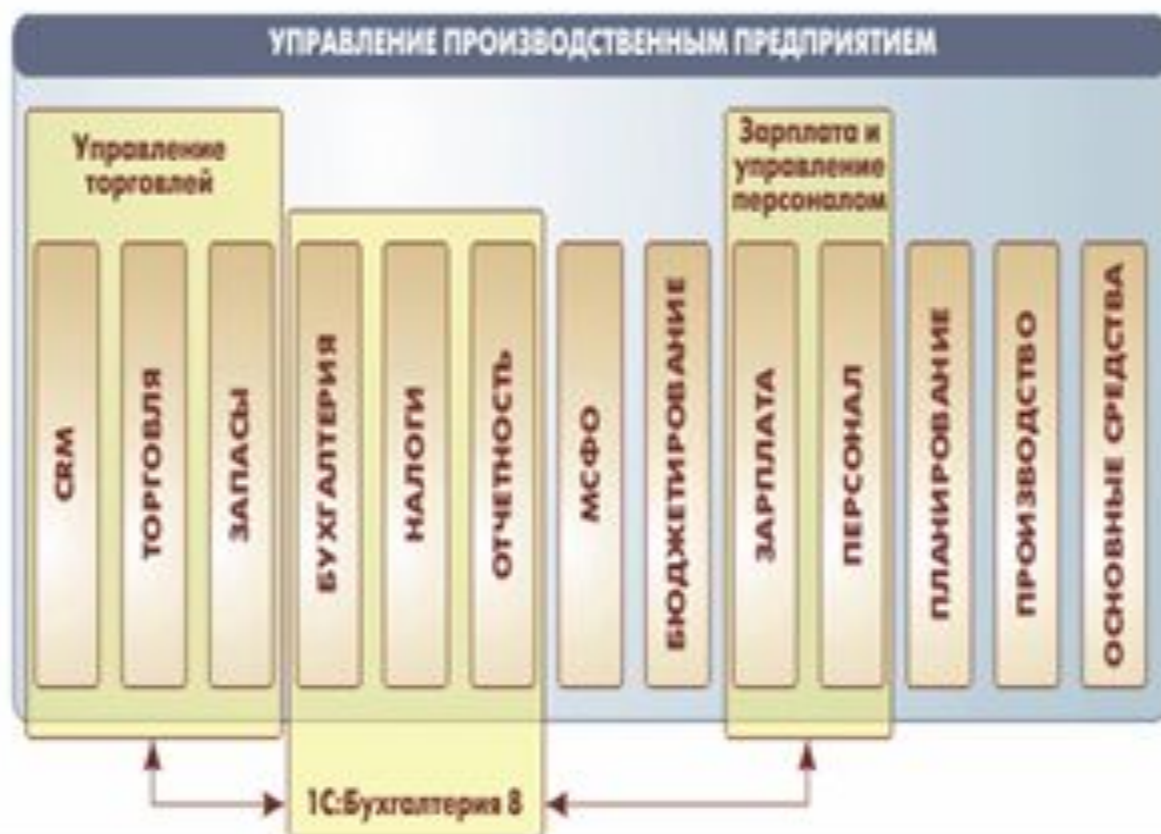 УПРАВЛЕНИЕ ПРОИЗВОДСТВЕННЫМ ПРЕДПРИЯТИЕМ
Управление
торговлей
Зарплата и
управление
персоналом
CRM
ТОРГОВЛЯ
ЗАПАСЫ
БУХГАЛТЕРИЯ
НАЛОГИ
ОТЧЕТНОСТЬ
МСФО
БЮДЖЕТИРОВАНИЕ
ЗАРПЛАТА
ПЕРСОНАЛ
ПЛАНИРОВАНИЕ
ПРОИЗВОДСТВО
ОСНОВНЫЕ СРЕДСТВА
1С:Бухгалтерия 8